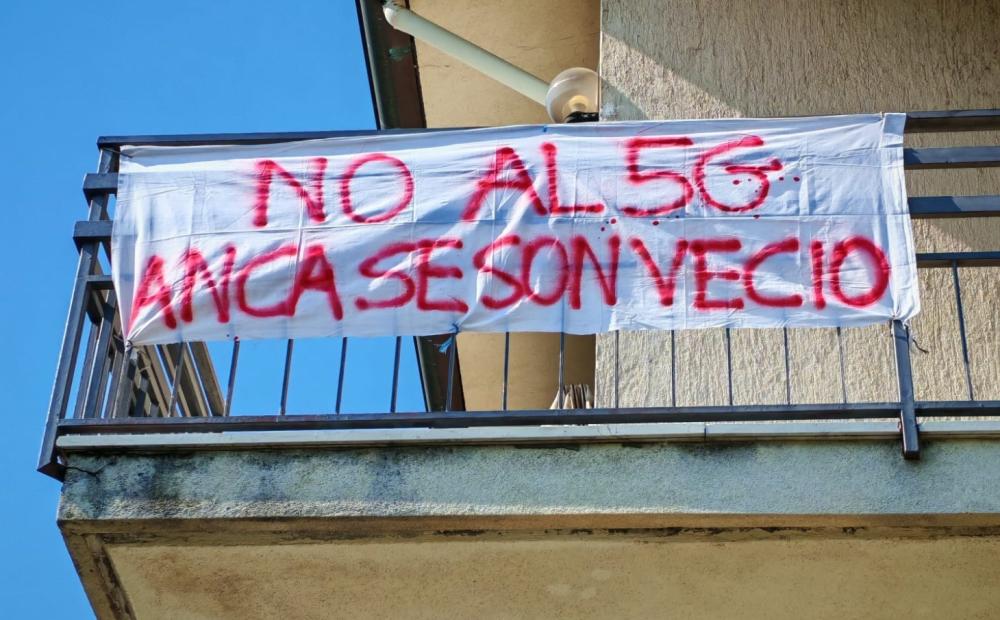 NO AL 5G
ANCA SE SON VECIO